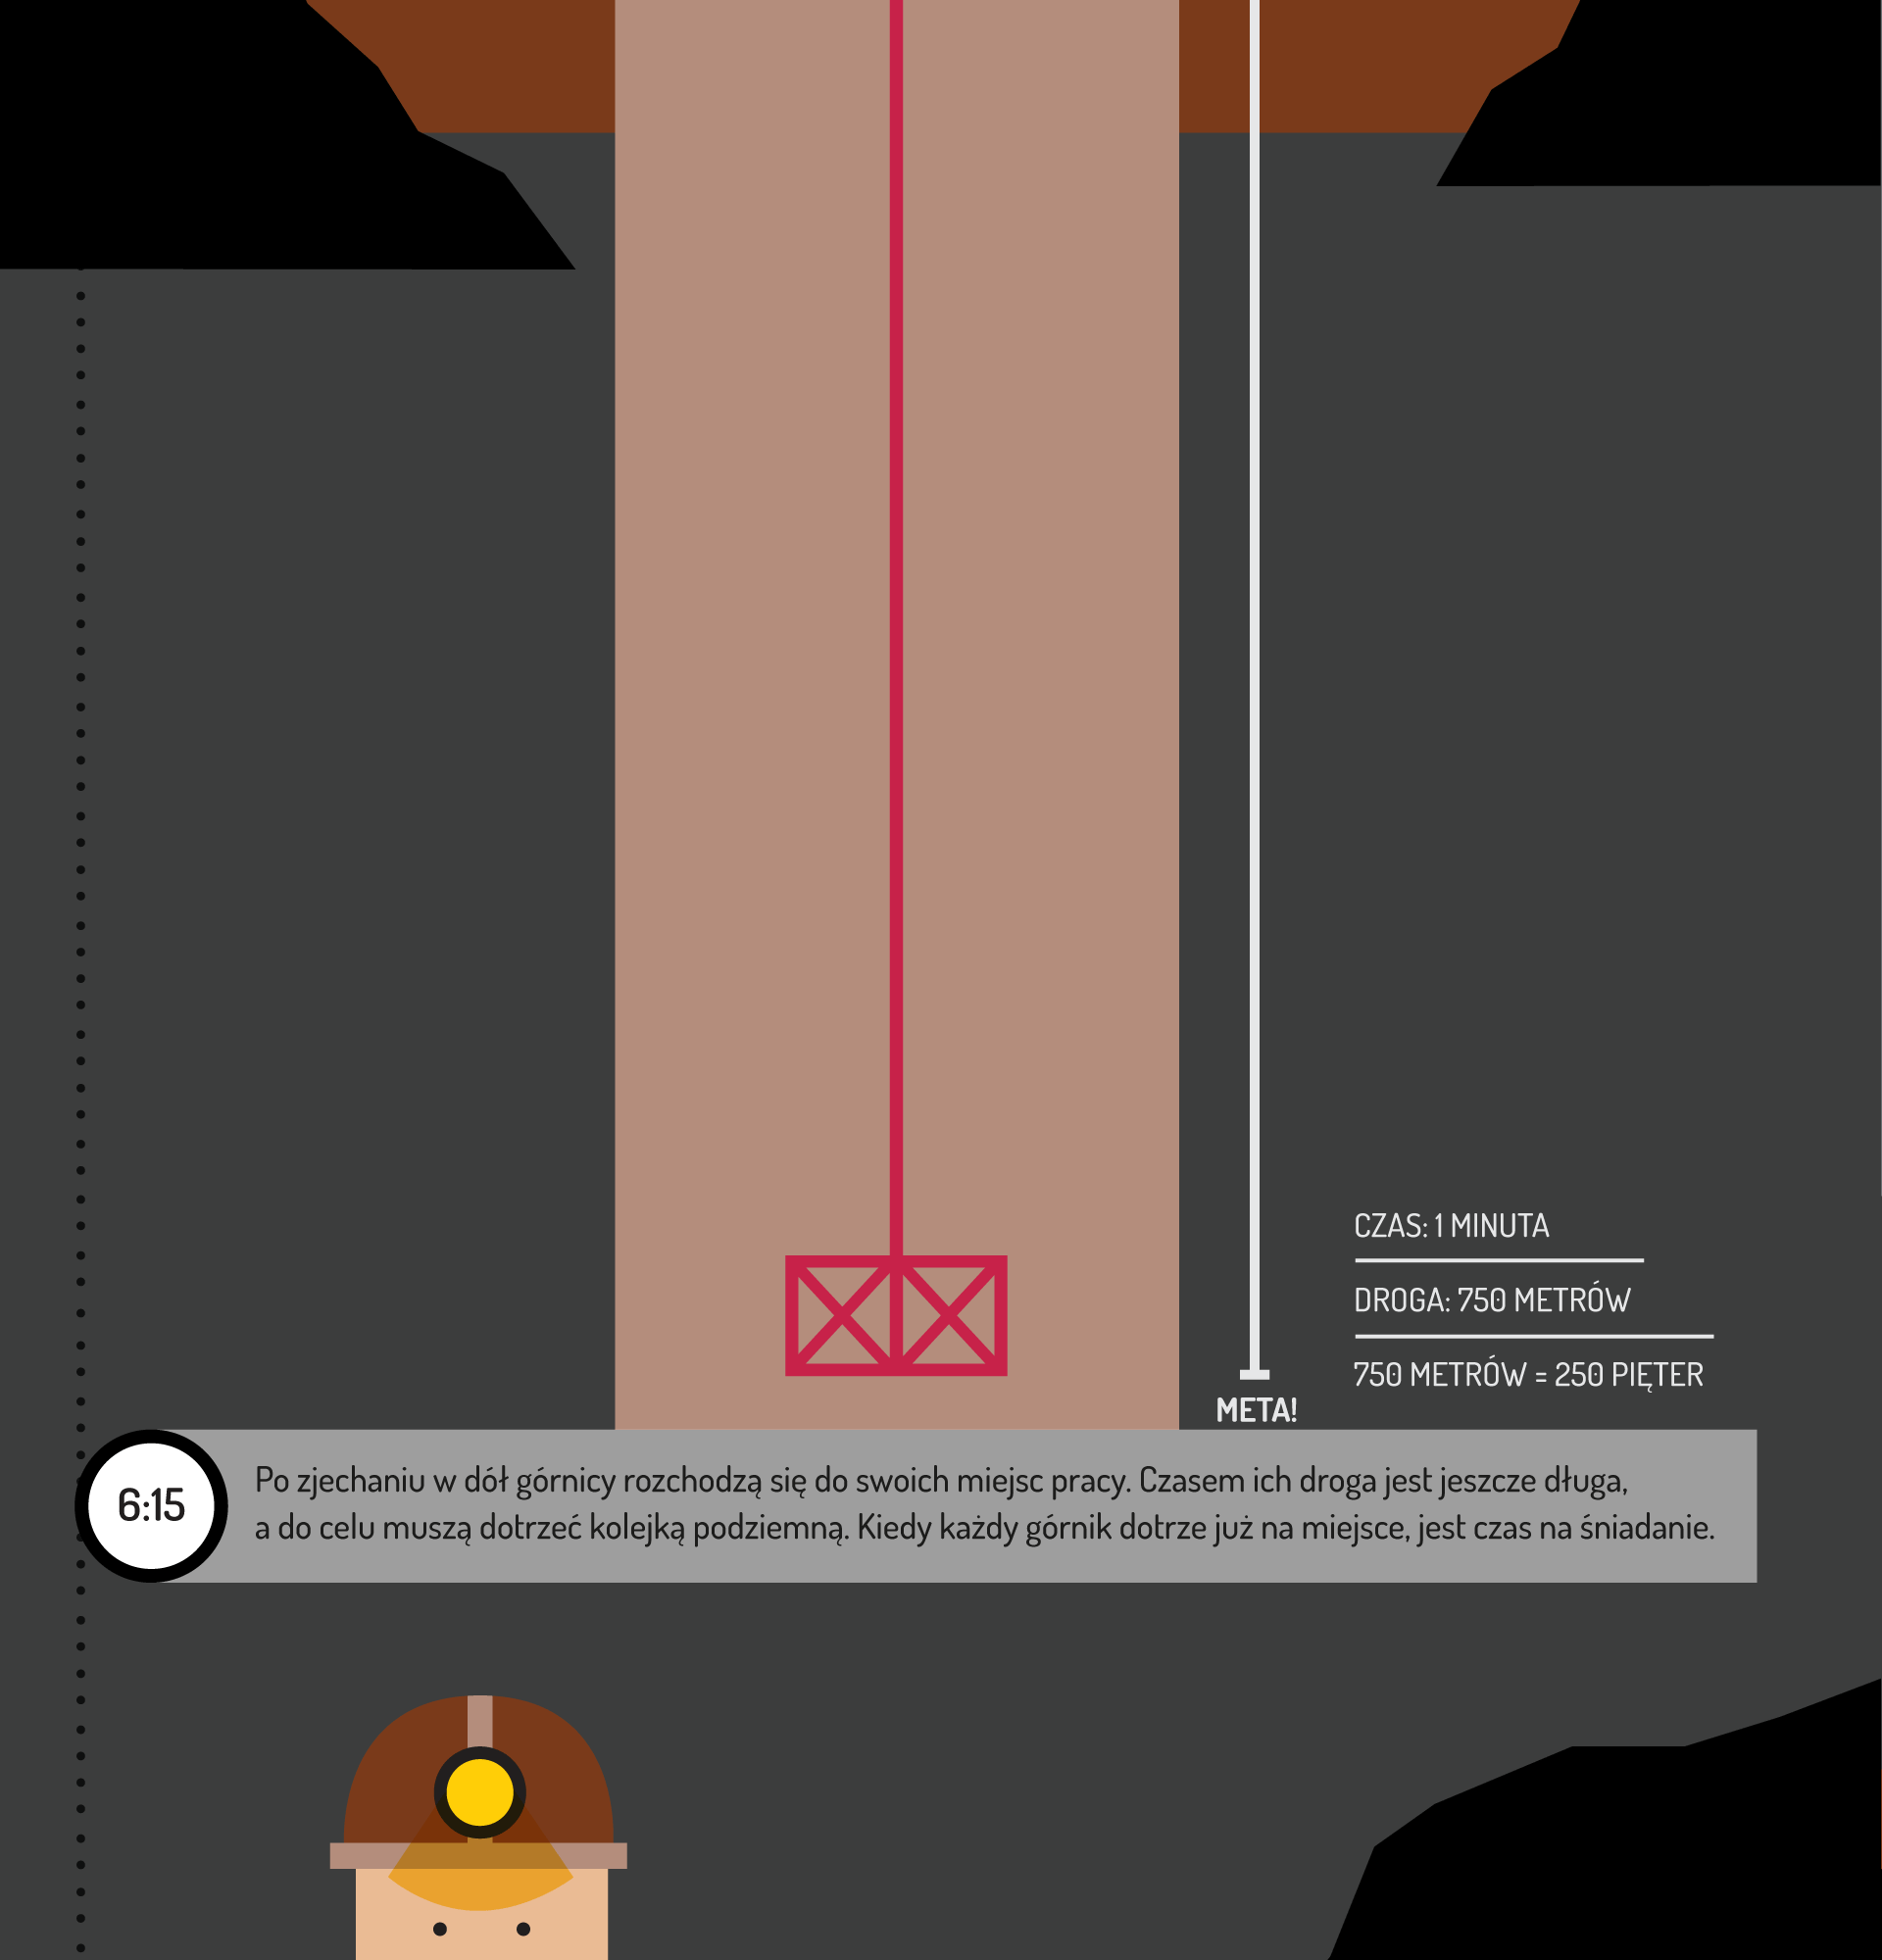 CZAS: 1 MINUTA
DROGA: 750 METRÓW
750 METRÓW = 250 PIĘTER
META!
6:15
Po zjechaniu w dół górnicy rozchodzą się do swoich miejsc pracy. Czasem ich droga jest jeszcze długa,
a do celu muszą dotrzeć kolejką podziemną. Kiedy każdy górnik dotrze już na miejsce, jest czas na śniadanie.